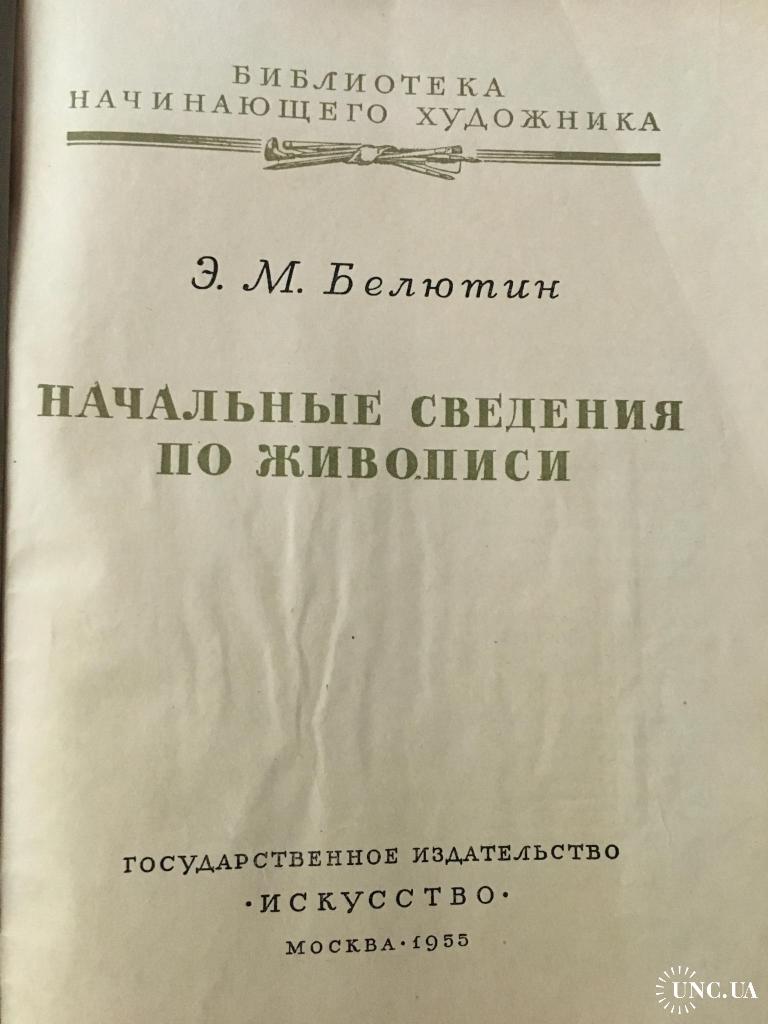 БИБЛИОТЕКА
НАЧИНАЮЩЕГО ХУДОЖНИКА
Э. М. Белютин
НАЧАЛЬНЫЕ СВЕДЕНИЯ
ПО ЖИВОПИСИ
ГОСУДАРСТВЕННОЕ ИЗДАТЕЛЬСТВО
·ИСКУССТВО·
МОСКВА·1955
UNC.UA